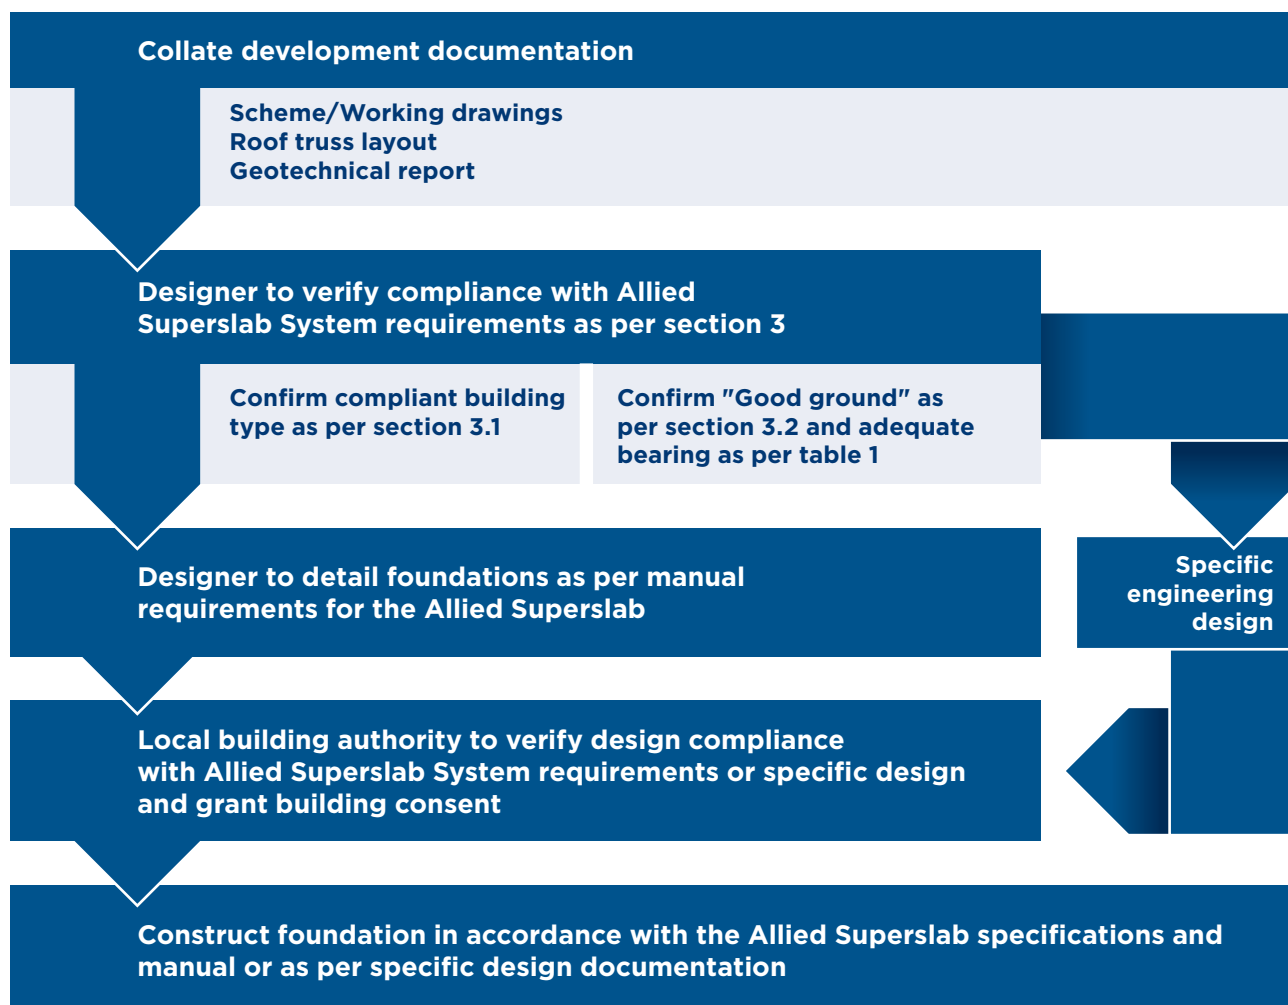 Collate development documentation
Scheme/Working drawings
Roof truss layout
Geotechnical report
Designer to verify compliance with Allied
Superslab System requirements as per section 3
Confirm compliant building
type as per section 3.1
Confirm "Good ground" as
per section 3.2 and adequate
bearing as per table 1
Designer to detail foundations as per manual
requirements for the Allied Superslab
Specific
engineering
design
Local building authority to verify design compliance
with Allied Superslab System requirements or specific design
and grant building consent
Construct foundation in accordance with the Allied Superslab specifications and
manual or as per specific design documentation